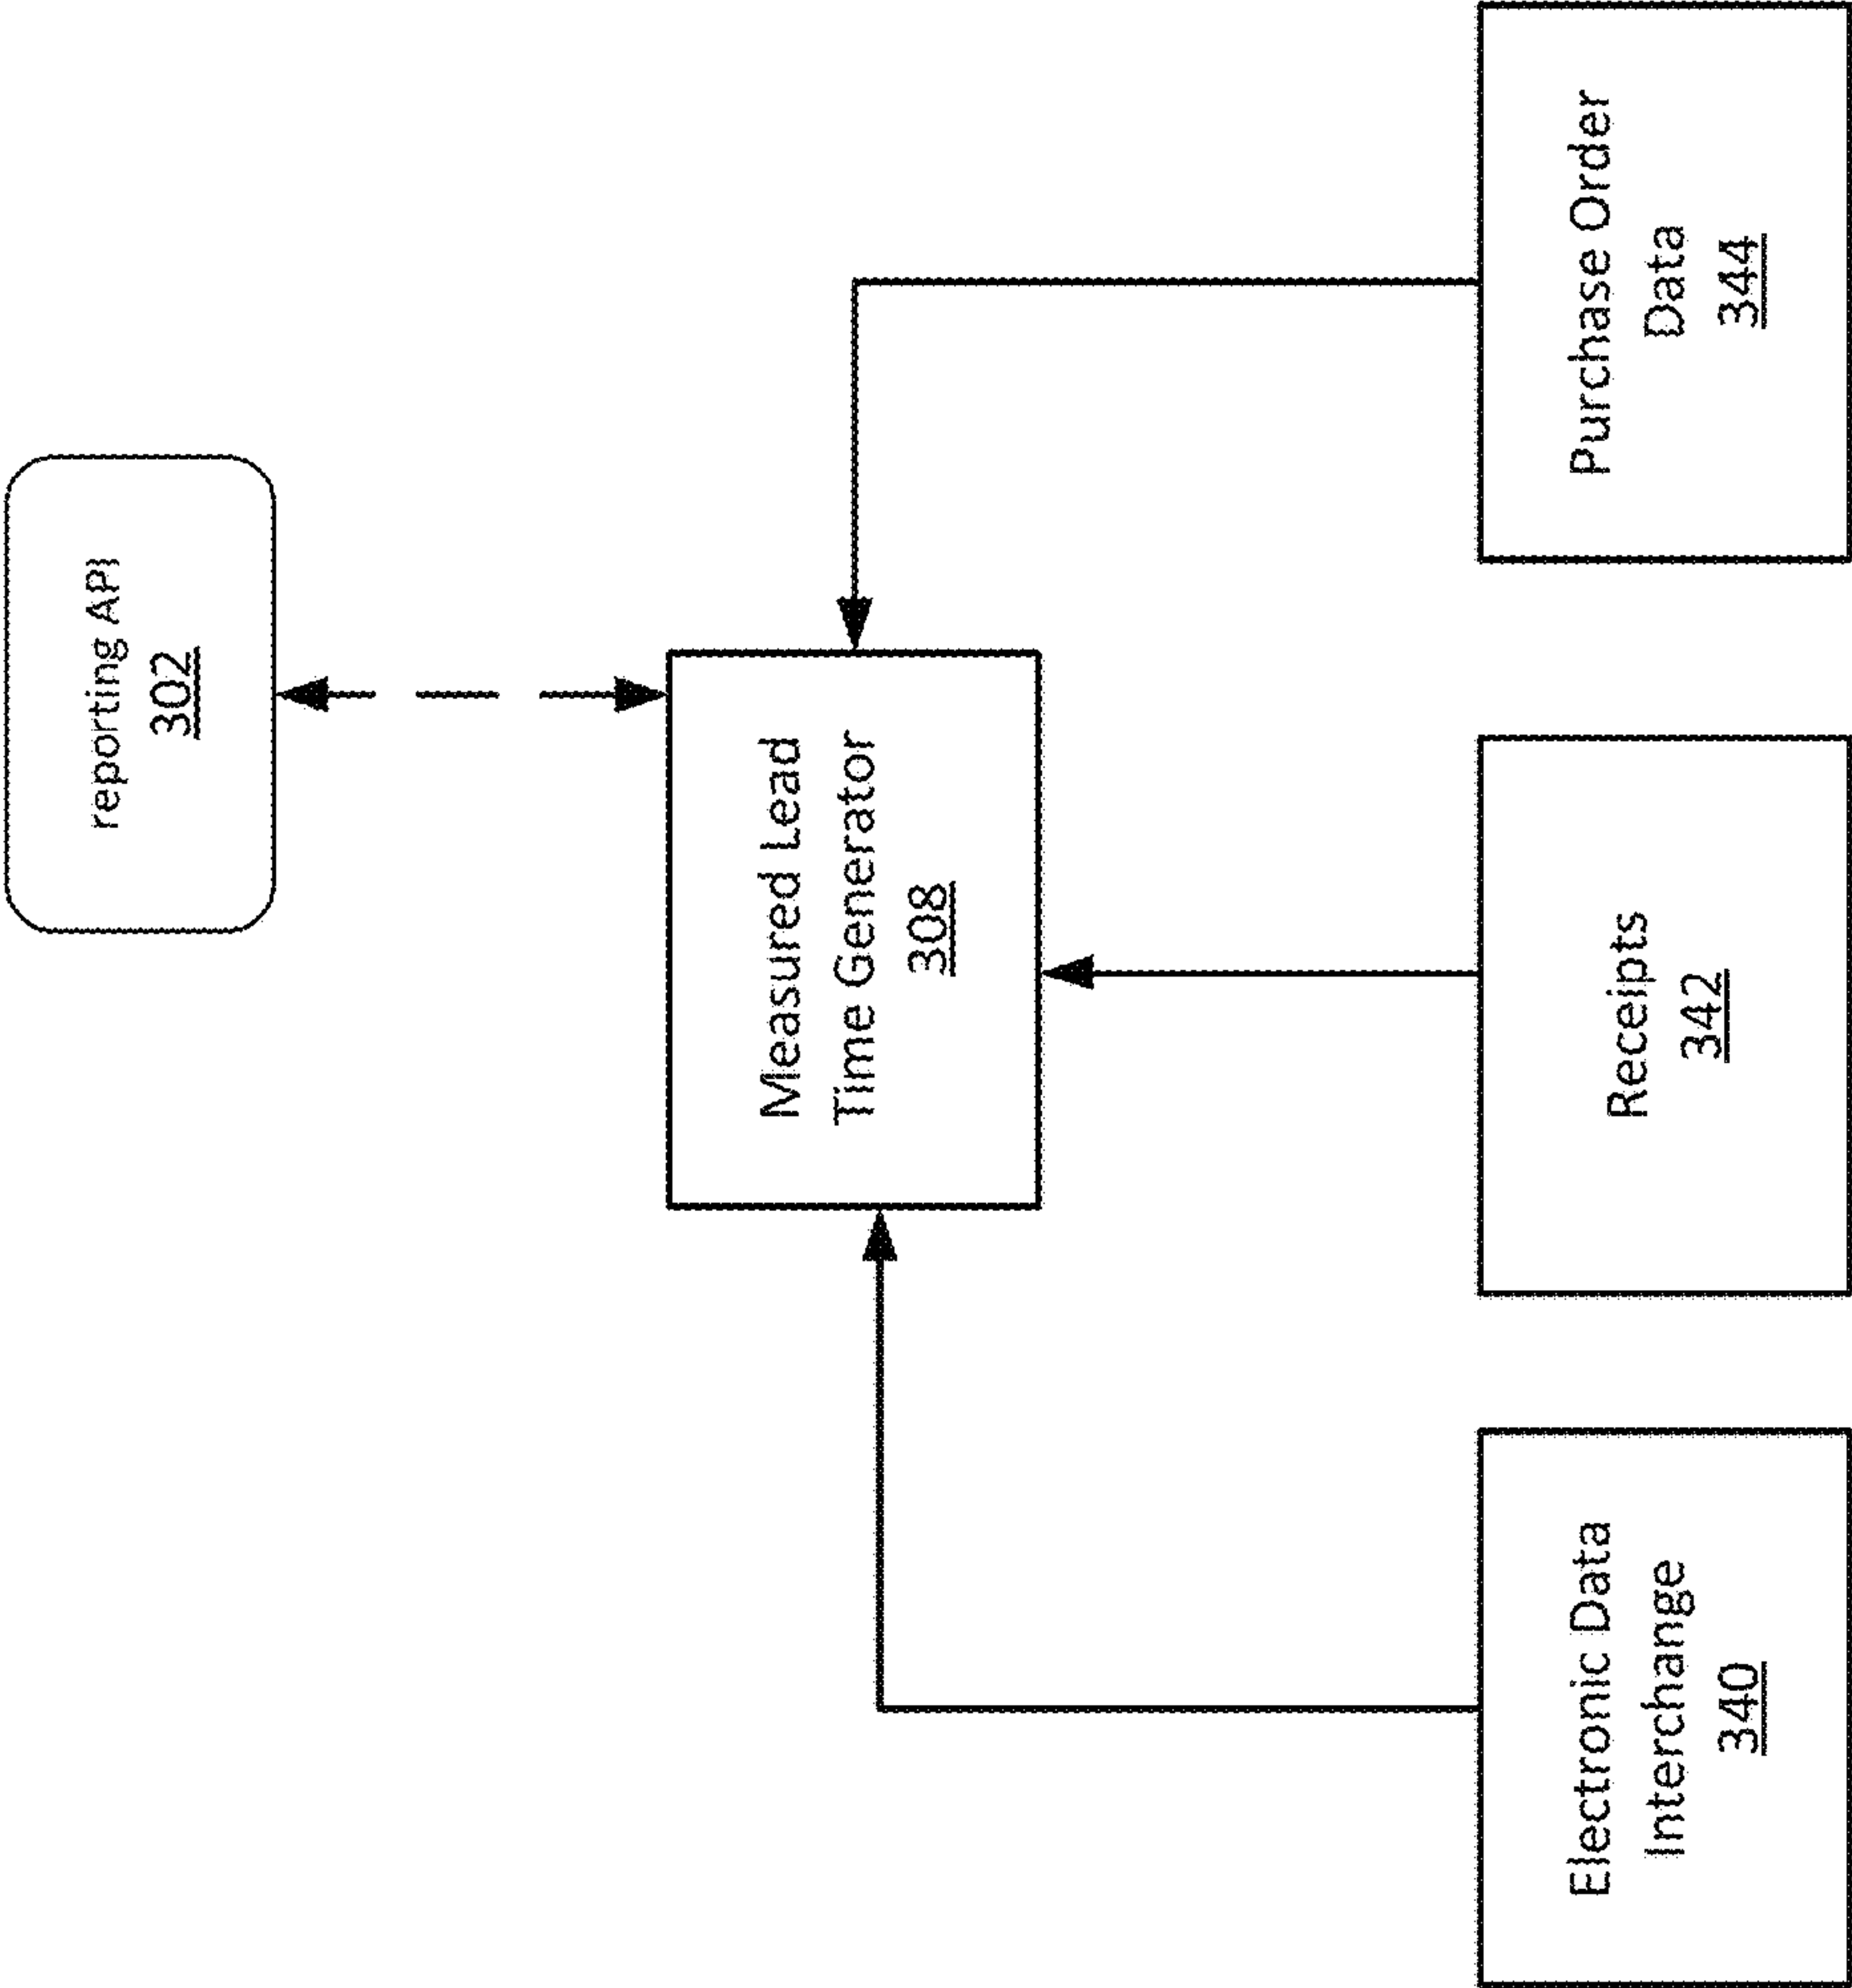 reporting API
302
Measured Lead
Time Generator
308
Electronic Data
Interchange
340
Receipts
342
Purchase Order
Data
344